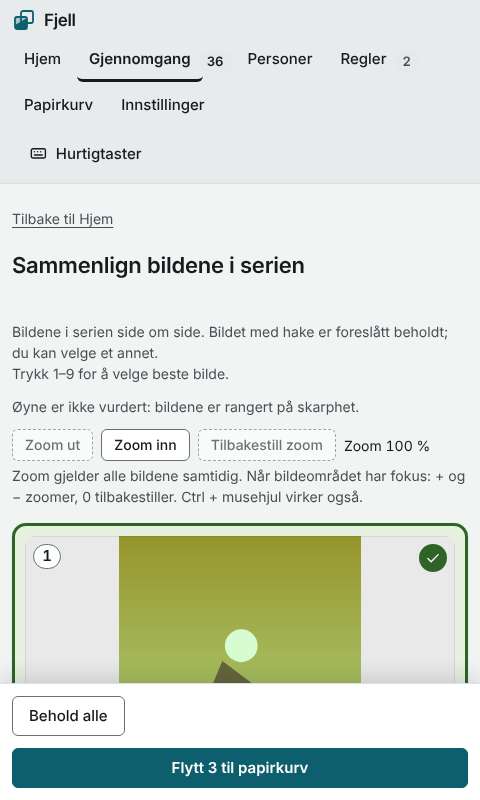 Fjell
Hjem
Gjennomgang 36
Personer
Regler 2
Papirkurv
Innstillinger
Hurtigtaster
Tilbake til Hjem
Sammenlign bildene i serien
Bildene i serien side om side. Bildet med hake er foreslått beholdt;
du kan velge et annet.
Trykk 1–9 for å velge beste bilde.
Øyne er ikke vurdert: bildene er rangert på skarphet.
Zoom ut
Zoom inn
Tilbakestill zoom
Zoom 100 %
Zoom gjelder alle bildene samtidig. Når bildeområdet har fokus: + og
− zoomer, 0 tilbakestiller. Ctrl + musehjul virker også.
1
Behold alle
Flytt 3 til papirkurv